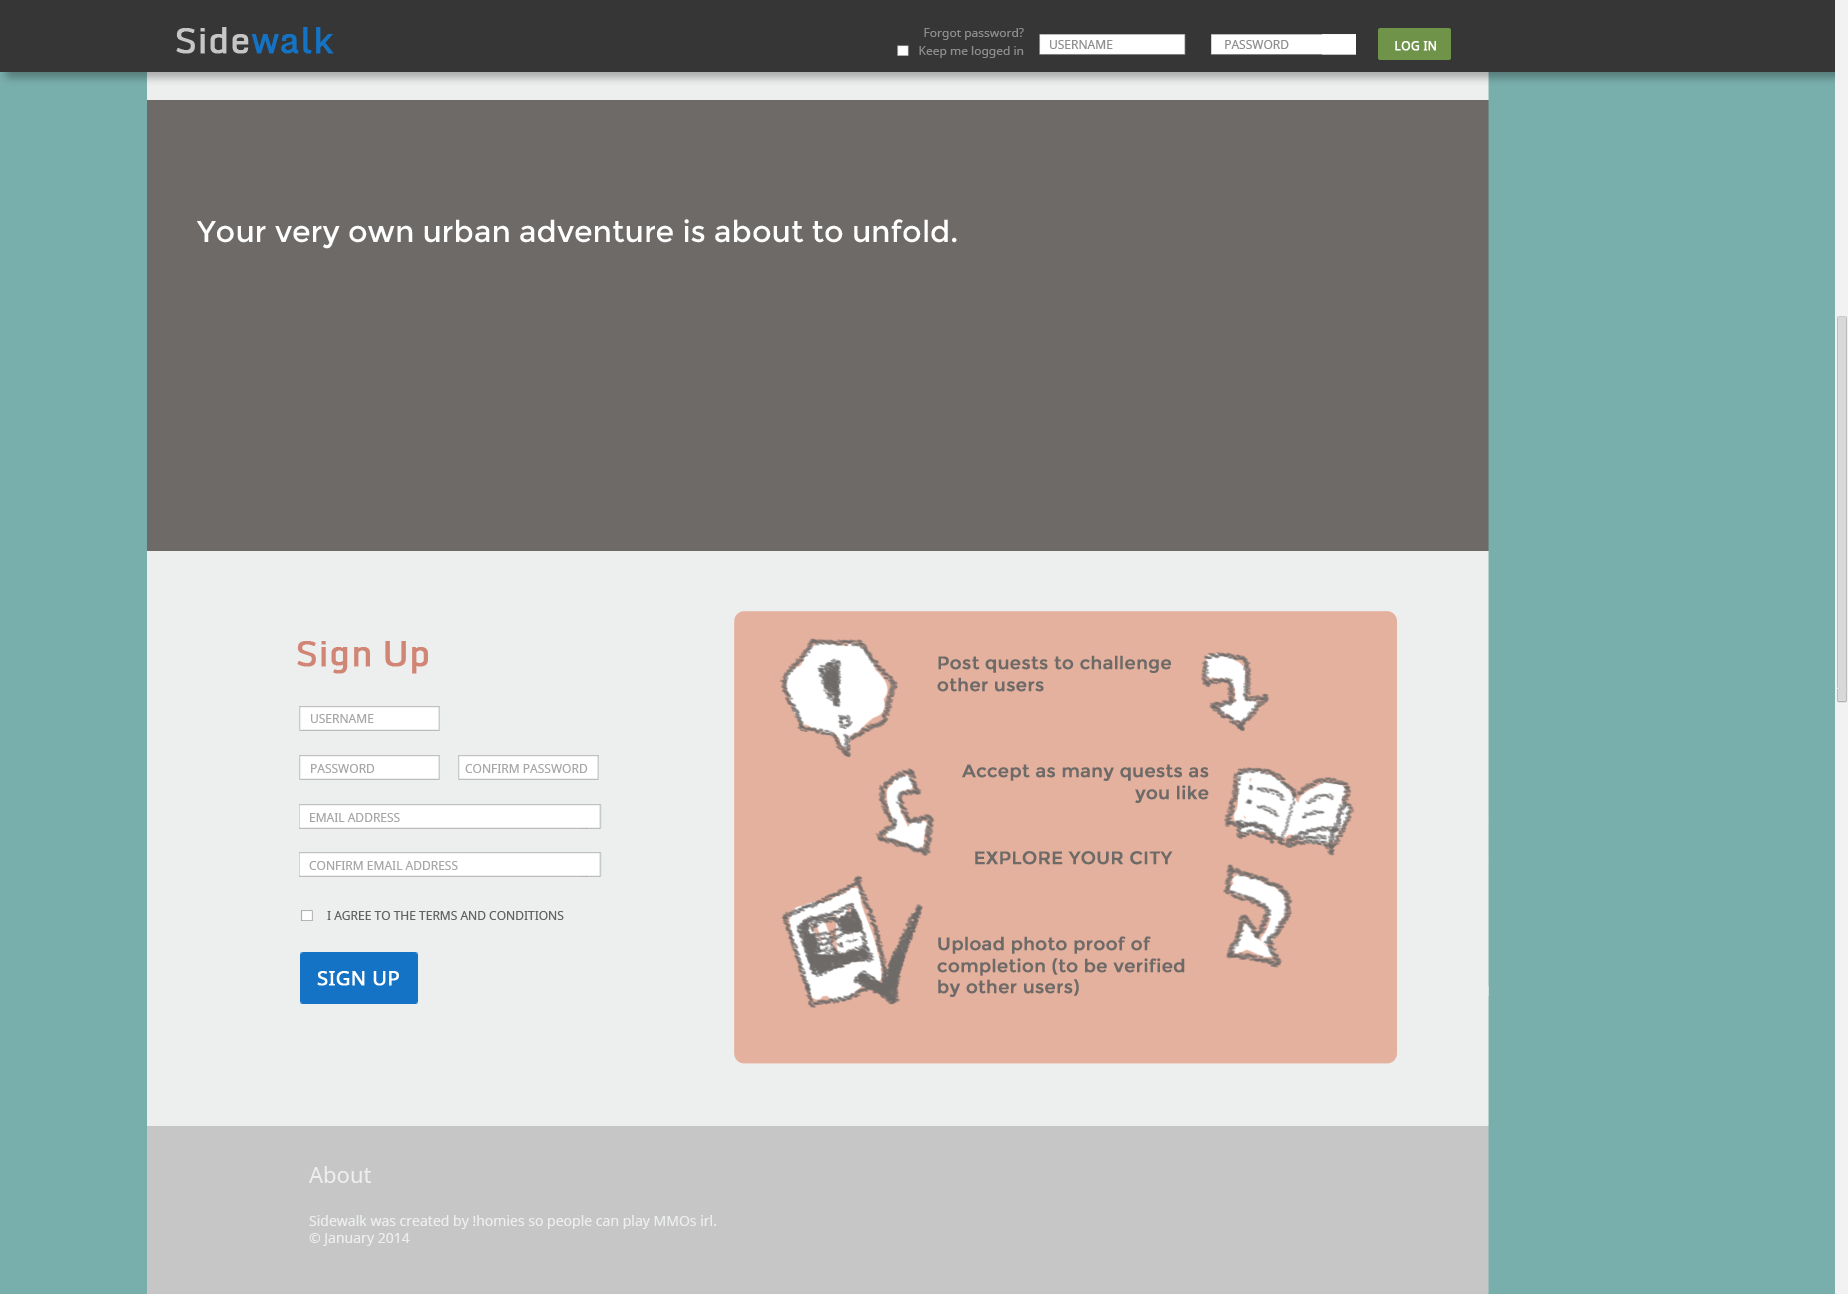 Sidewalk
Forgot password?
Keep me logged in
USERNAME
PASSWORD
LOG IN
Your very own urban adventure is about to unfold.
Sign Up
USERNAME
PASSWORD
CONFIRM PASSWORD
EMAIL ADDRESS
CONFIRM EMAIL ADDRESS
I AGREE TO THE TERMS AND CONDITIONS
SIGN UP
Post quests to challenge
other users
Accept as many quests as
you like
EXPLORE YOUR CITY
Upload photo proof of
completion (to be verified
by other users)
About
Sidewalk was created by !homies so people can play MMOs irl.
© January 2014